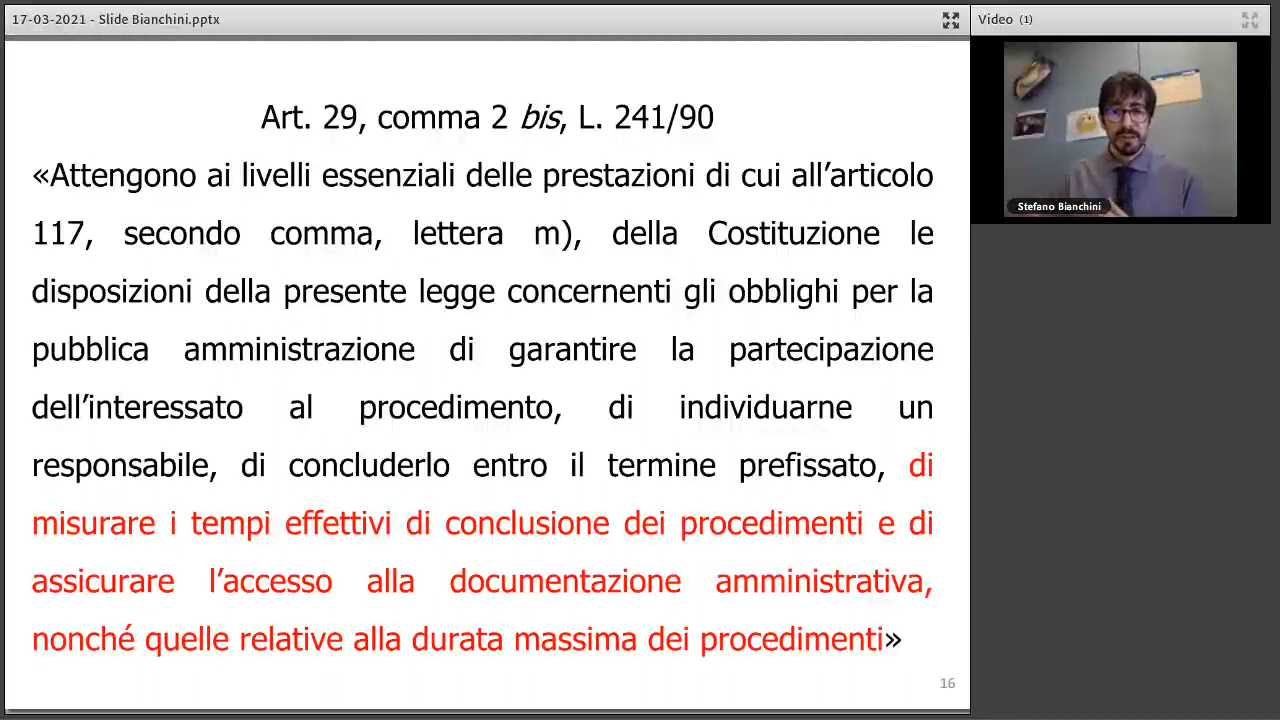 17-03-2021 - Slide Bianchini.pptx
Video (1)
Art. 29, comma 2 bis, L. 241/90
«Attengono ai livelli essenziali delle prestazioni di cui all’articolo
117, secondo comma, lettera m), della Costituzione le
disposizioni della presente legge concernenti gli obblighi per la
pubblica amministrazione di garantire la partecipazione
dell’interessato al procedimento, di individuarne un
responsabile, di concluderlo entro il termine prefissato, di
misurare i tempi effettivi di conclusione dei procedimenti e di
assicurare l’accesso alla documentazione amministrativa,
nonché quelle relative alla durata massima dei procedimenti»
16
Stefano Bianchini